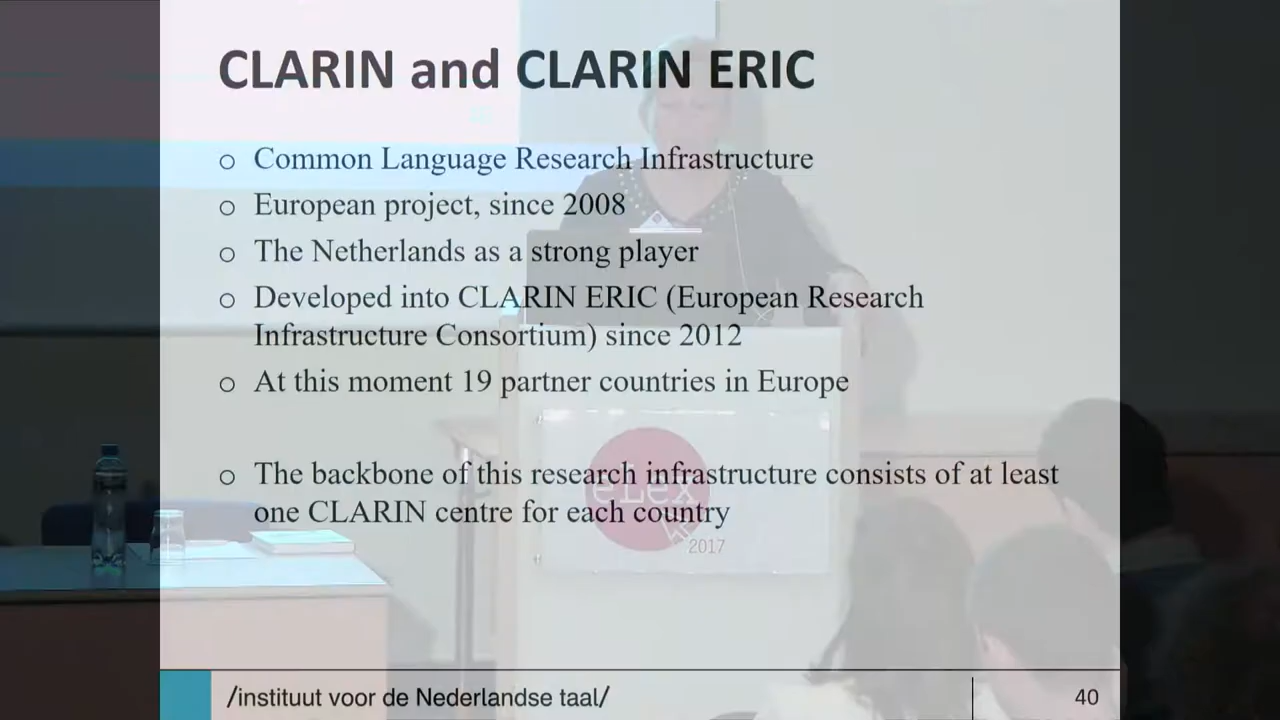 CLARIN and CLARIN ERIC
o Common Language Research Infrastructure
o European project, since 2008
o The Netherlands as a strong player
o Developed into CLARIN ERIC (European Research
Infrastructure Consortium) since 2012
o At this moment 19 partner countries in Europe
o The backbone of this research infrastructure consists of at least
one CLARIN centre for each country
eLex
2017
/instituut voor de Nederlandse taal/
40